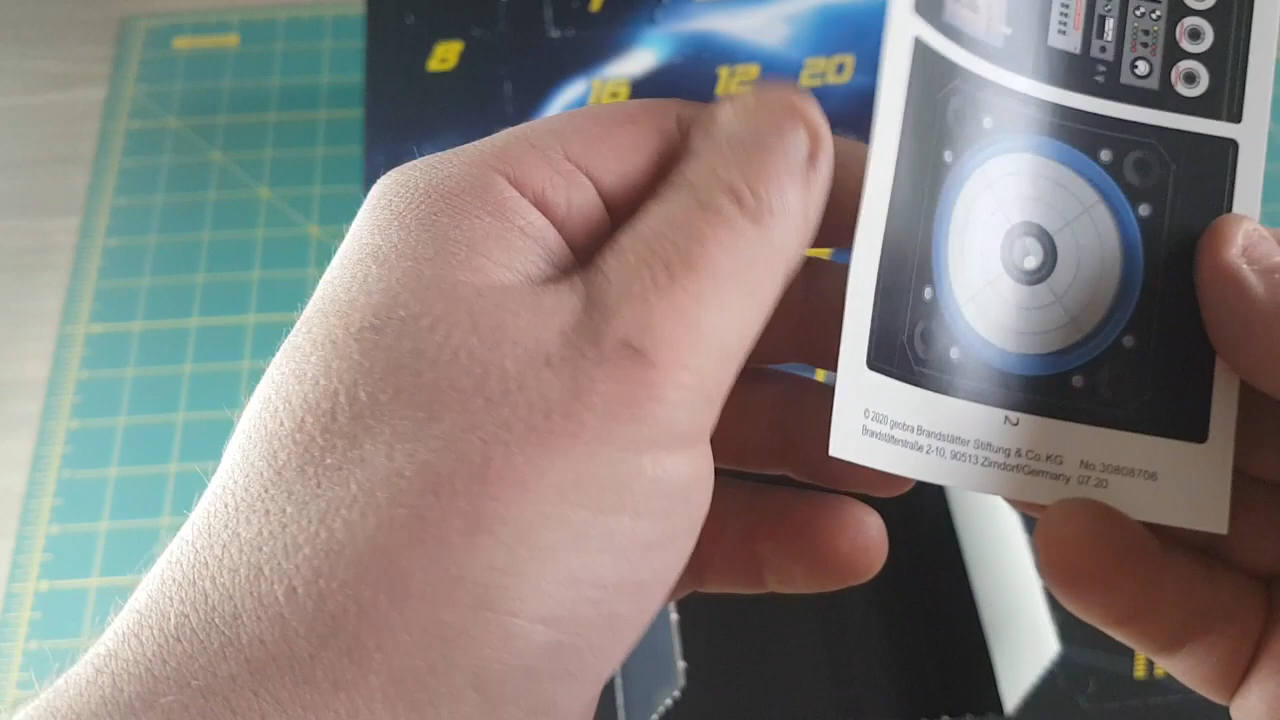 8
16
12
20
2
© 2020 geobra Brandstätter Stiftung & Co.KG No.30808706
Brandstätterstraße 2-10, 90513 Zirndorf/Germany 07.20